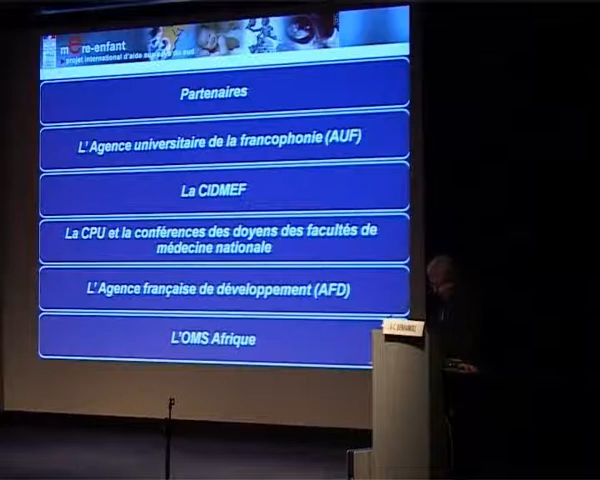 mère-enfant
projet international d'aide aux pays du sud
Partenaires
L'Agence universitaire de la francophonie (AUF)
La CIDMEF
La CPU et la conférences des doyens des facultés de
médecine nationale
L'Agence française de développement (AFD)
L'OMS Afrique